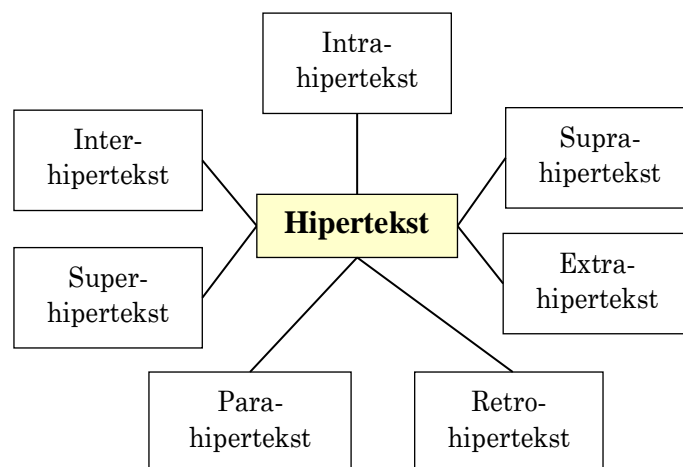 Intra-
hipertekst
Inter-
hipertekst
Supra-
hipertekst
Hipertekst
Super-
hipertekst
Extra-
hipertekst
Para-
hipertekst
Retro-
hipertekst